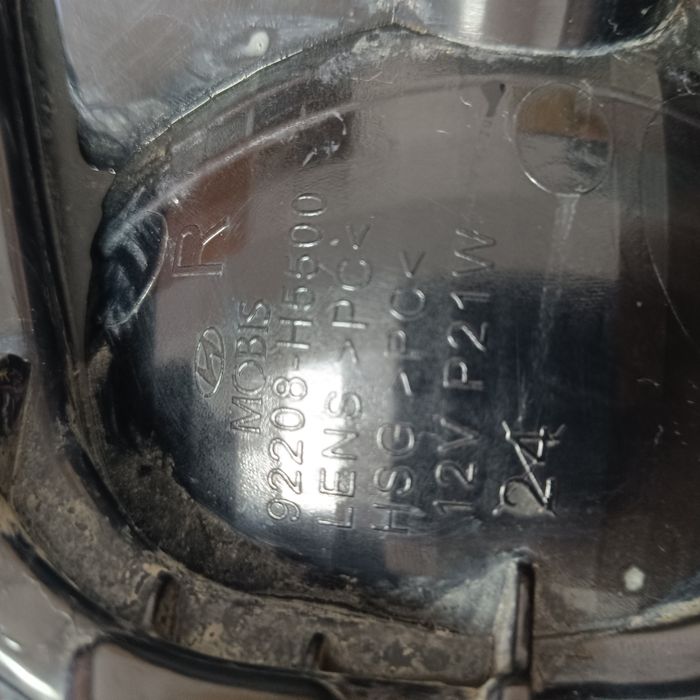 R
MOBIS
92208-H5500
LENS >PC<
HSG >PC<
12V P21W
24